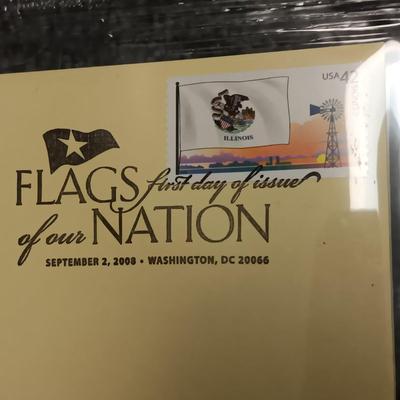 USA 42
ILLINOIS
FLAGS first day of issue
of our NATION
SEPTEMBER 2, 2008 • WASHINGTON, DC 20066